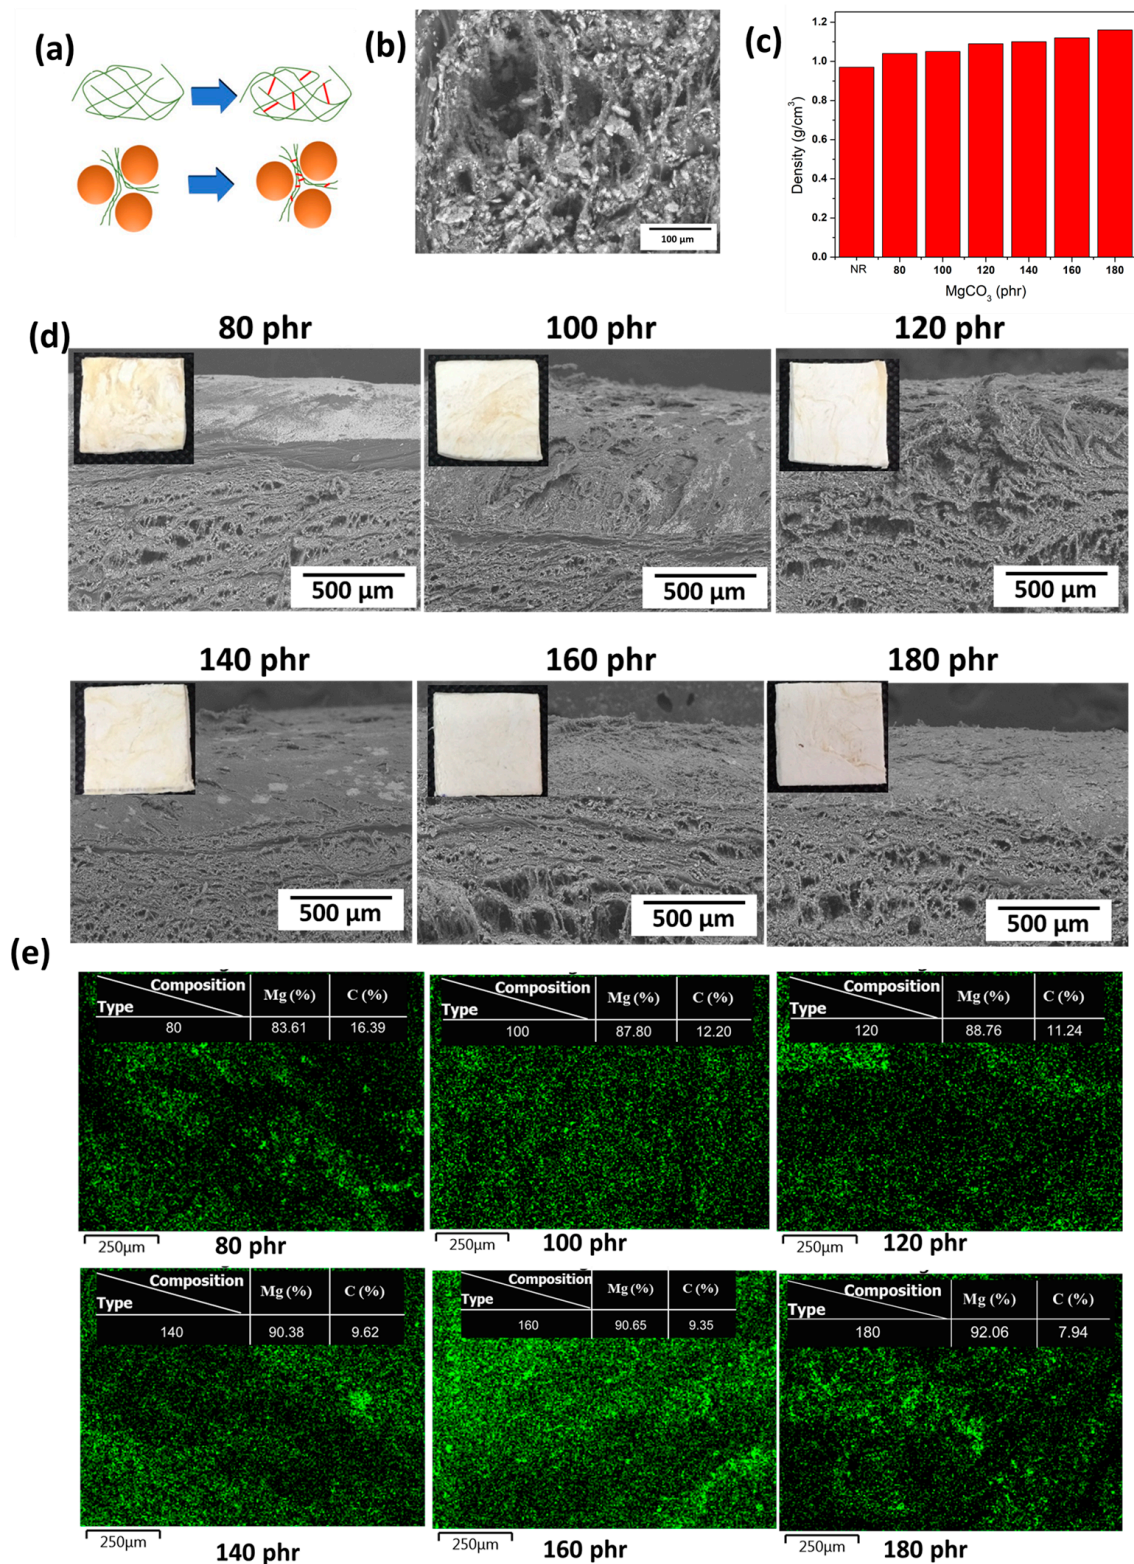 (a)
(b)
100 µm
(c)
Density (g/cm³)
1.2
1.0
0.8
0.6
0.4
0.2
0.0
NR 80 100 120 140 160 180
MgCO₃ (phr)
(d)
80 phr 100 phr 120 phr
500 µm 500 µm 500 µm
140 phr 160 phr 180 phr
500 µm 500 µm 500 µm
(e)
Composition Mg (%) C (%)
Type
80 83.61 16.39
250µm
80 phr
Composition Mg (%) C (%)
Type
100 87.80 12.20
250µm
100 phr
Composition Mg (%) C (%)
Type
120 88.76 11.24
250µm
120 phr
Composition Mg (%) C (%)
Type
140 90.38 9.62
250µm
140 phr
Composition Mg (%) C (%)
Type
160 90.65 9.35
250µm
160 phr
Composition Mg (%) C (%)
Type
180 92.06 7.94
250µm
180 phr